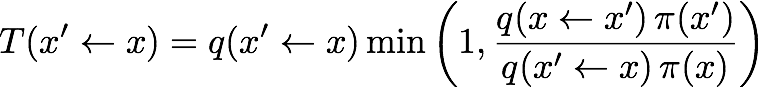 T(x′ ← x) = q(x′ ← x) min (1, q(x ← x′) π(x′) / q(x′ ← x) π(x))